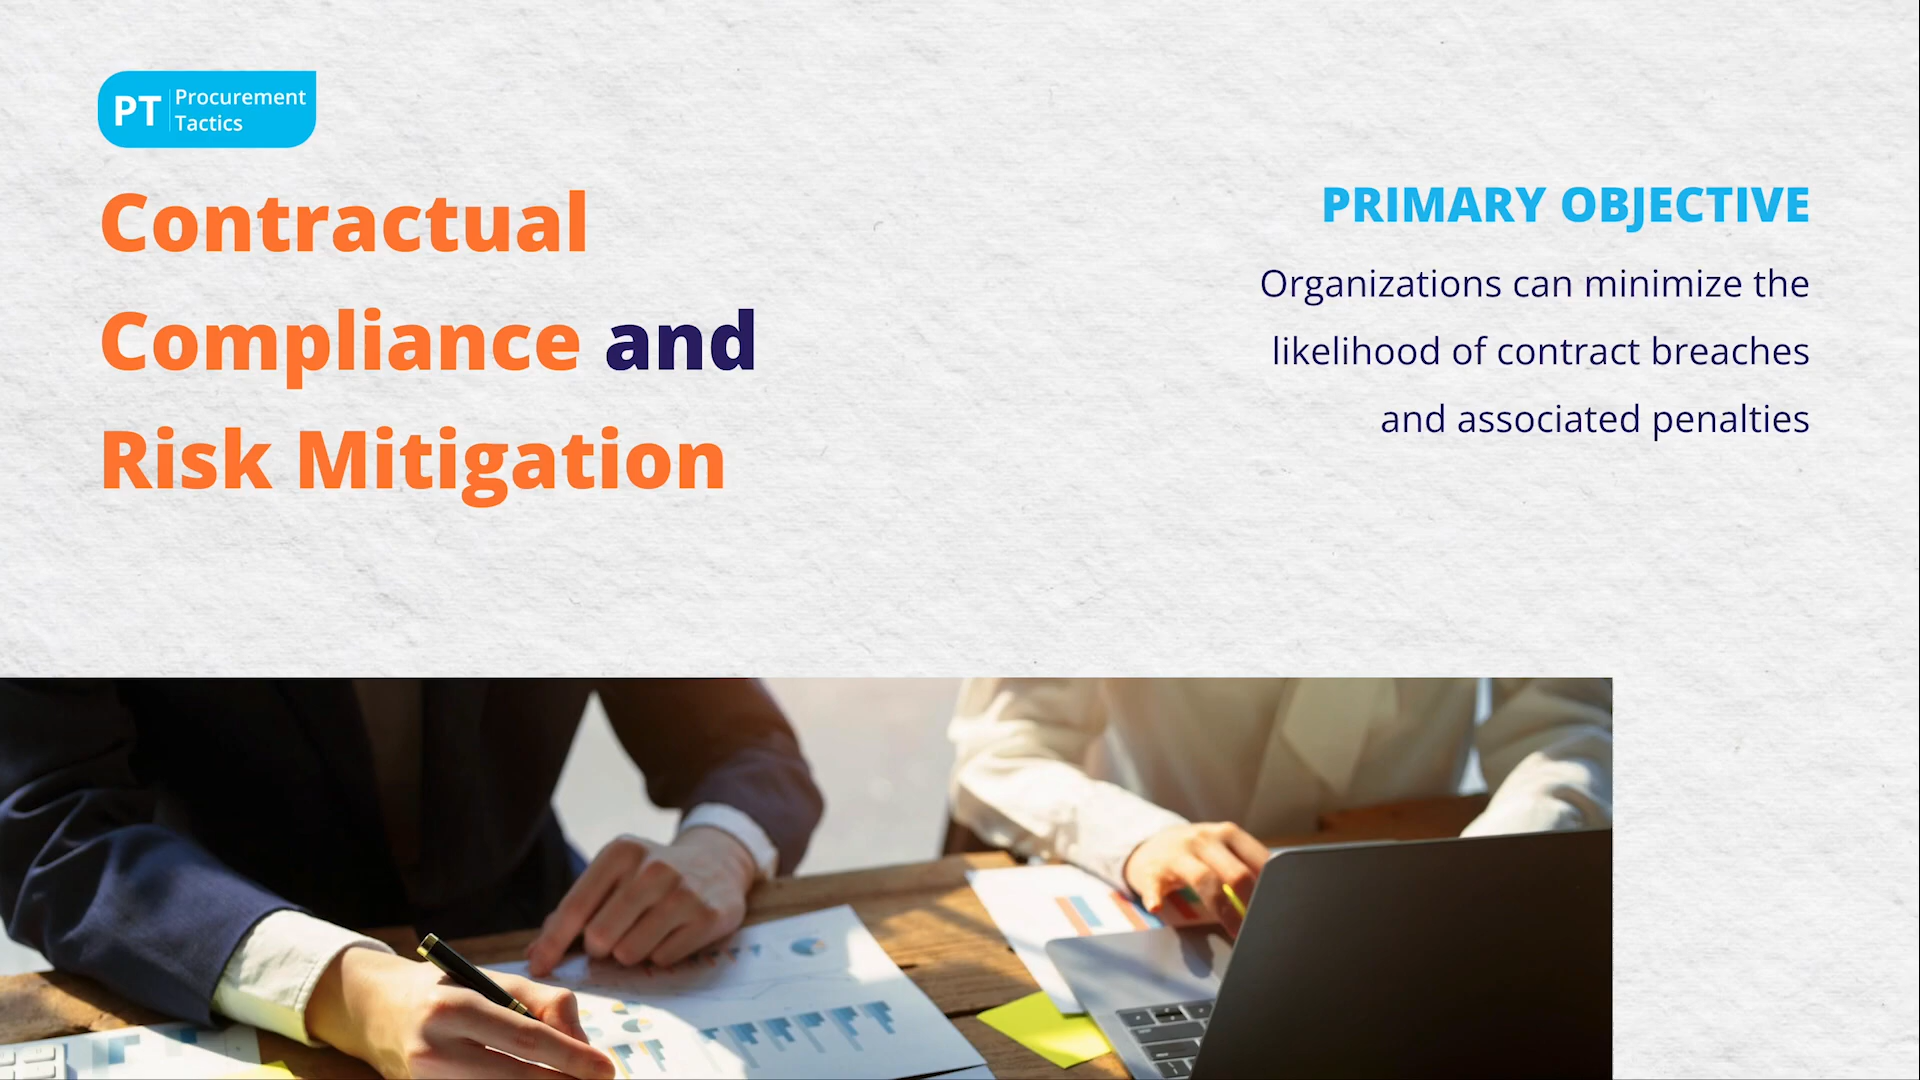 PT Procurement
Tactics
Contractual
Compliance and
Risk Mitigation
PRIMARY OBJECTIVE
Organizations can minimize the
likelihood of contract breaches
and associated penalties